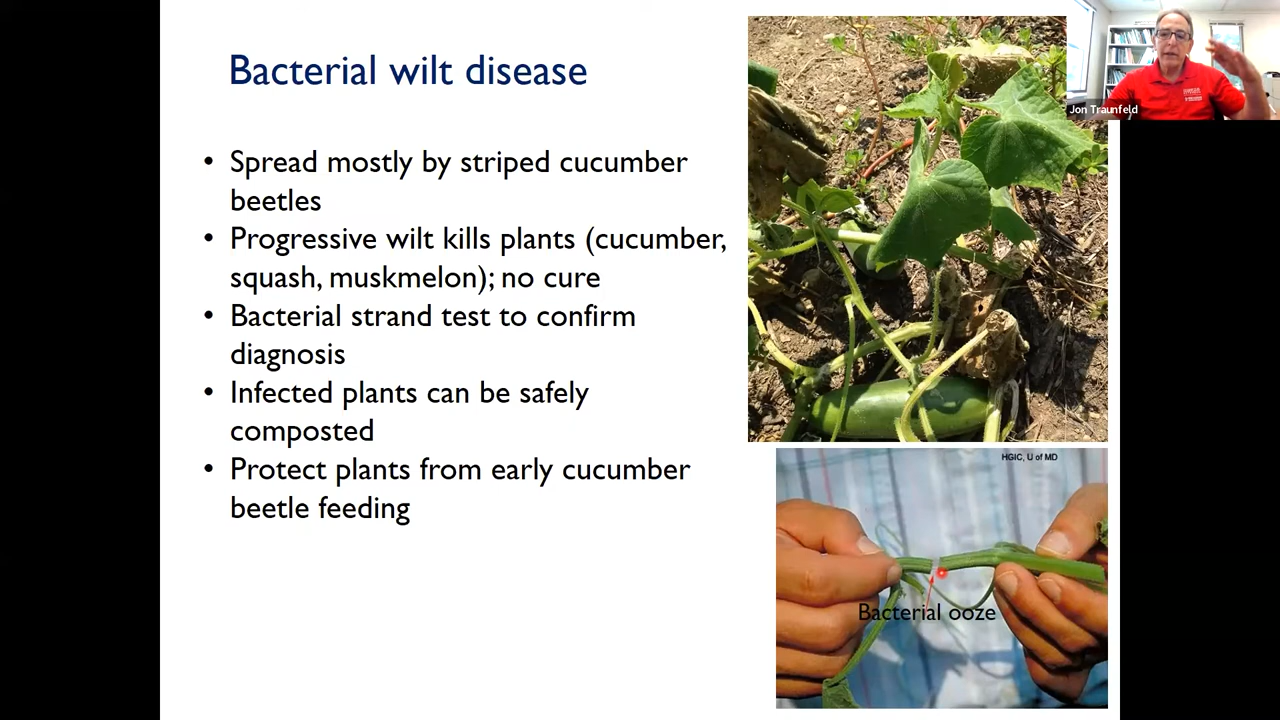 Bacterial wilt disease
• Spread mostly by striped cucumber
beetles
• Progressive wilt kills plants (cucumber,
squash, muskmelon); no cure
• Bacterial strand test to confirm
diagnosis
• Infected plants can be safely
composted
• Protect plants from early cucumber
beetle feeding
Jon Traunfeld
HGIC, U of MD
Bacterial ooze